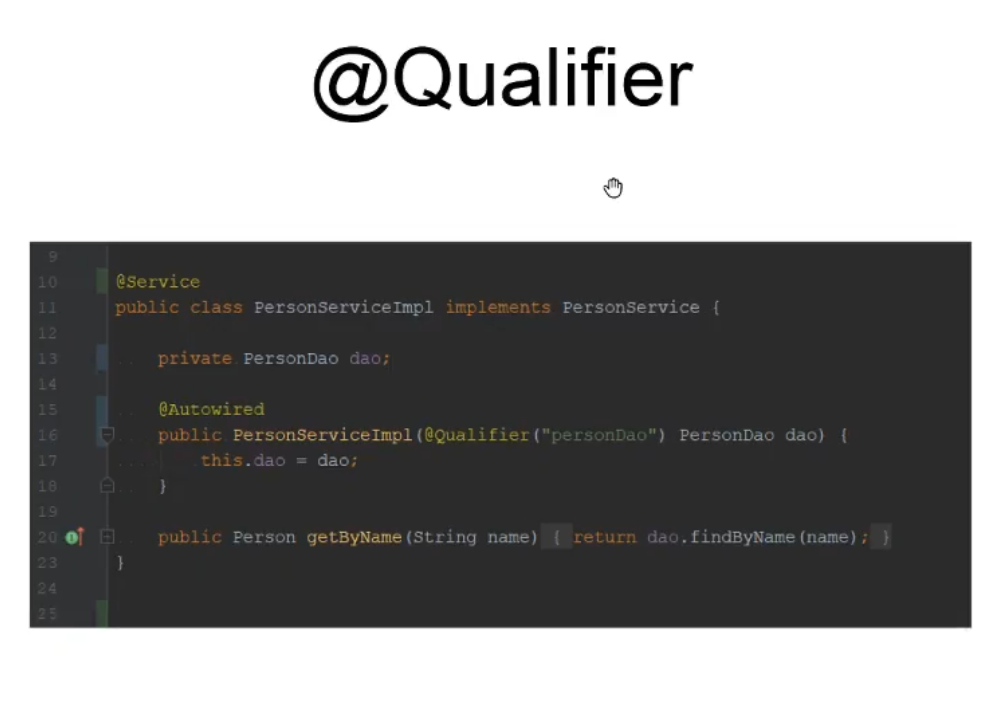 @Qualifier
9
10 @Service
11 public class PersonServiceImpl implements PersonService {
12
13 private PersonDao dao;
14
15 @Autowired
16 public PersonServiceImpl(@Qualifier("personDao") PersonDao dao) {
17 this.dao = dao;
18 }
19
20 public Person getByName(String name) { return dao.findByName(name); }
23 }
24
25